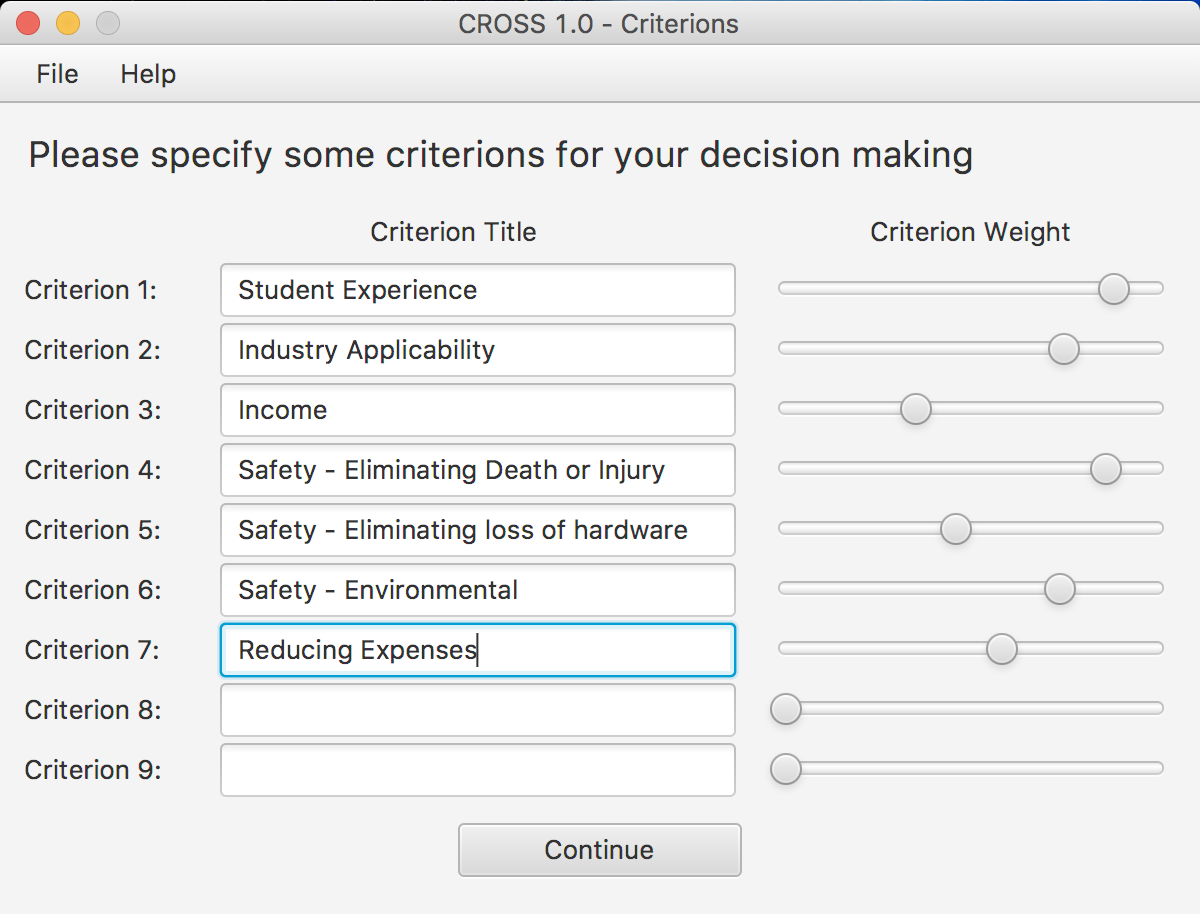 CROSS 1.0 - Criterions
File Help
Please specify some criterions for your decision making
Criterion Title Criterion Weight
Criterion 1: Student Experience
Criterion 2: Industry Applicability
Criterion 3: Income
Criterion 4: Safety - Eliminating Death or Injury
Criterion 5: Safety - Eliminating loss of hardware
Criterion 6: Safety - Environmental
Criterion 7: Reducing Expenses
Criterion 8:
Criterion 9:
Continue